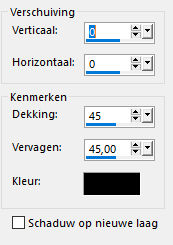 Verschuiving
Verticaal: 0
Horizontaal: 0
Kenmerken
Dekking: 45
Vervagen: 45,00
Kleur:
Schaduw op nieuwe laag